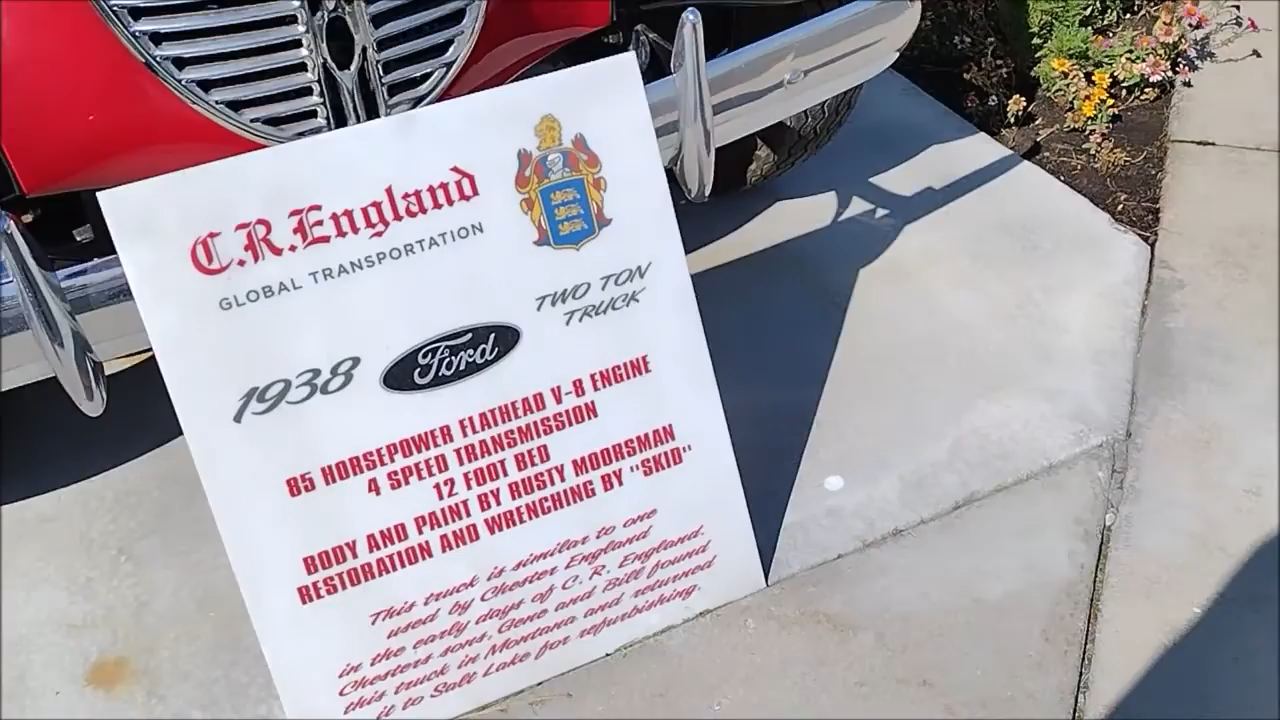 C.R.England
GLOBAL TRANSPORTATION
TWO TON
TRUCK
1938 Ford
85 HORSEPOWER FLATHEAD V-8 ENGINE
4 SPEED TRANSMISSION
12 FOOT BED
BODY AND PAINT BY RUSTY MOORSMAN
RESTORATION AND WRENCHING BY "SKID"
This truck is similar to one
used by Chester England
in the early days of C. R. England.
Chesters sons, Gene and Bill found
this truck in Montana and returned
it to Salt Lake for refurbishing.